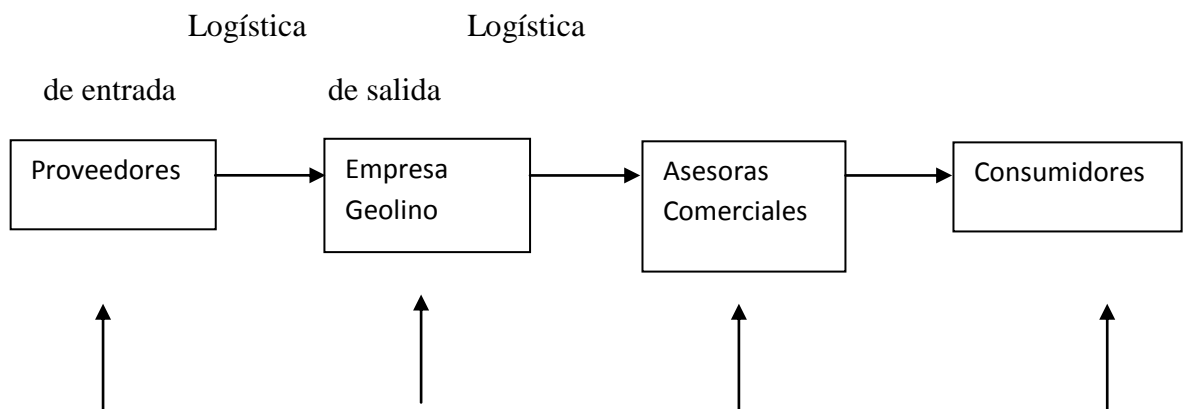 Logística Logística
de entrada de salida
Proveedores
Empresa
Geolino
Asesoras
Comerciales
Consumidores